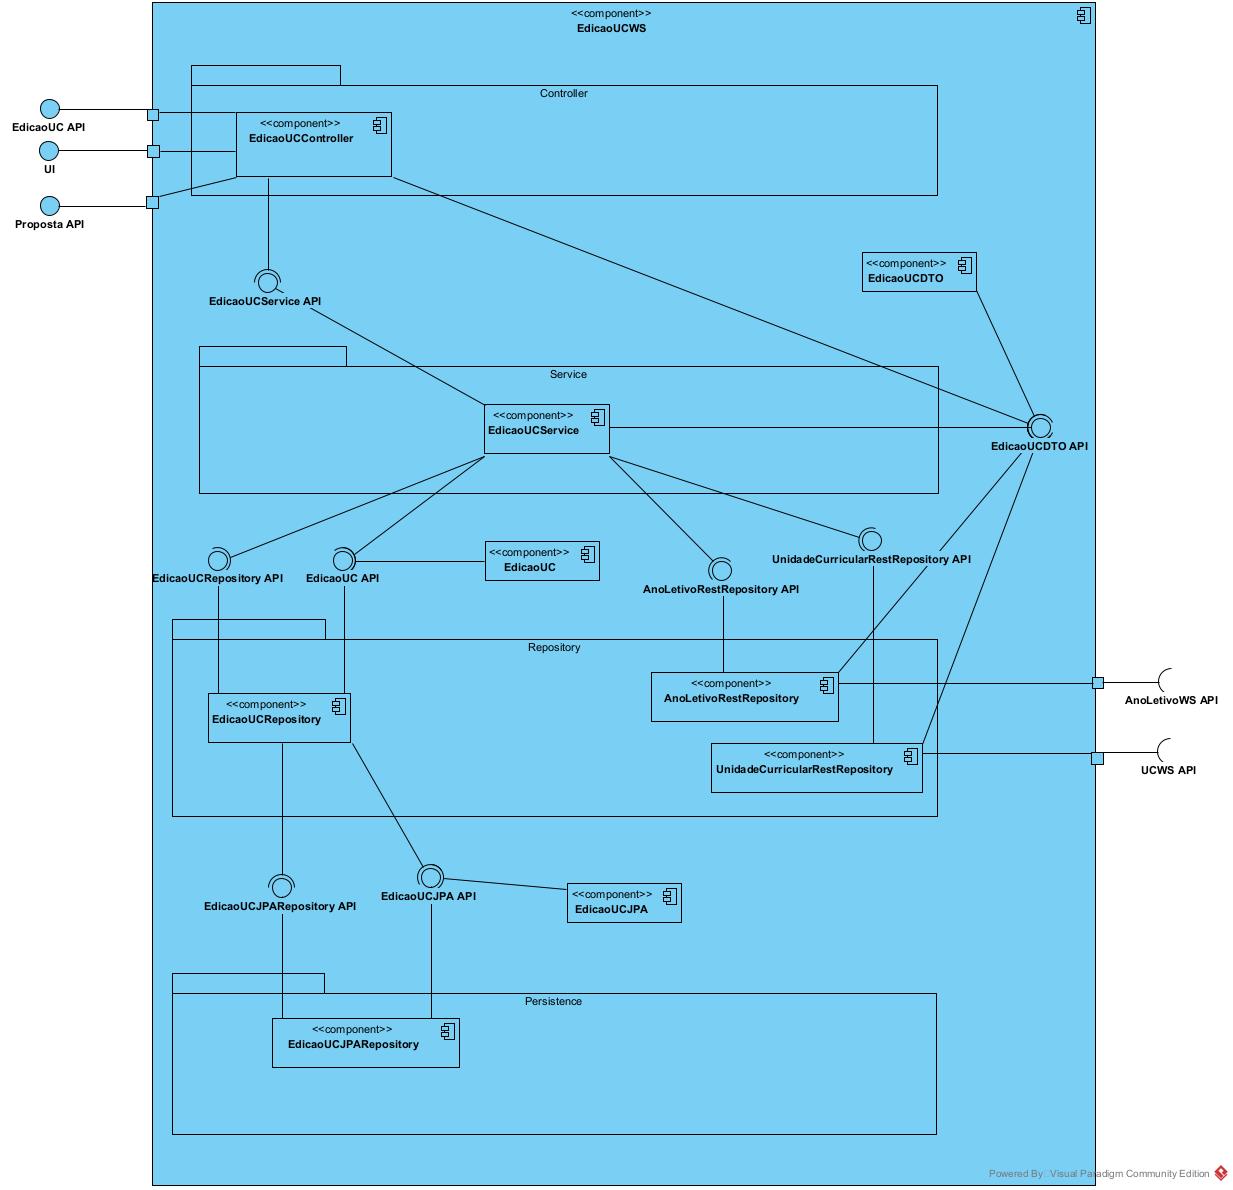 <<component>>
EdicaoUCWS
Controller
EdicaoUC API
<<component>>
EdicaoUCController
UI
Proposta API
<<component>>
EdicaoUCDTO
EdicaoUCService API
Service
<<component>>
EdicaoUCService
EdicaoUCDTO API
<<component>>
EdicaoUC
UnidadeCurricularRestRepository API
EdicaoUCRepository API
EdicaoUC API
AnoLetivoRestRepository API
Repository
<<component>>
AnoLetivoRestRepository
AnoLetivoWS API
<<component>>
EdicaoUCRepository
<<component>>
UnidadeCurricularRestRepository
UCWS API
EdicaoUCJPARepository API
EdicaoUCJPA API
<<component>>
EdicaoUCJPA
Persistence
<<component>>
EdicaoUCJPARepository
Powered By Visual Paradigm Community Edition